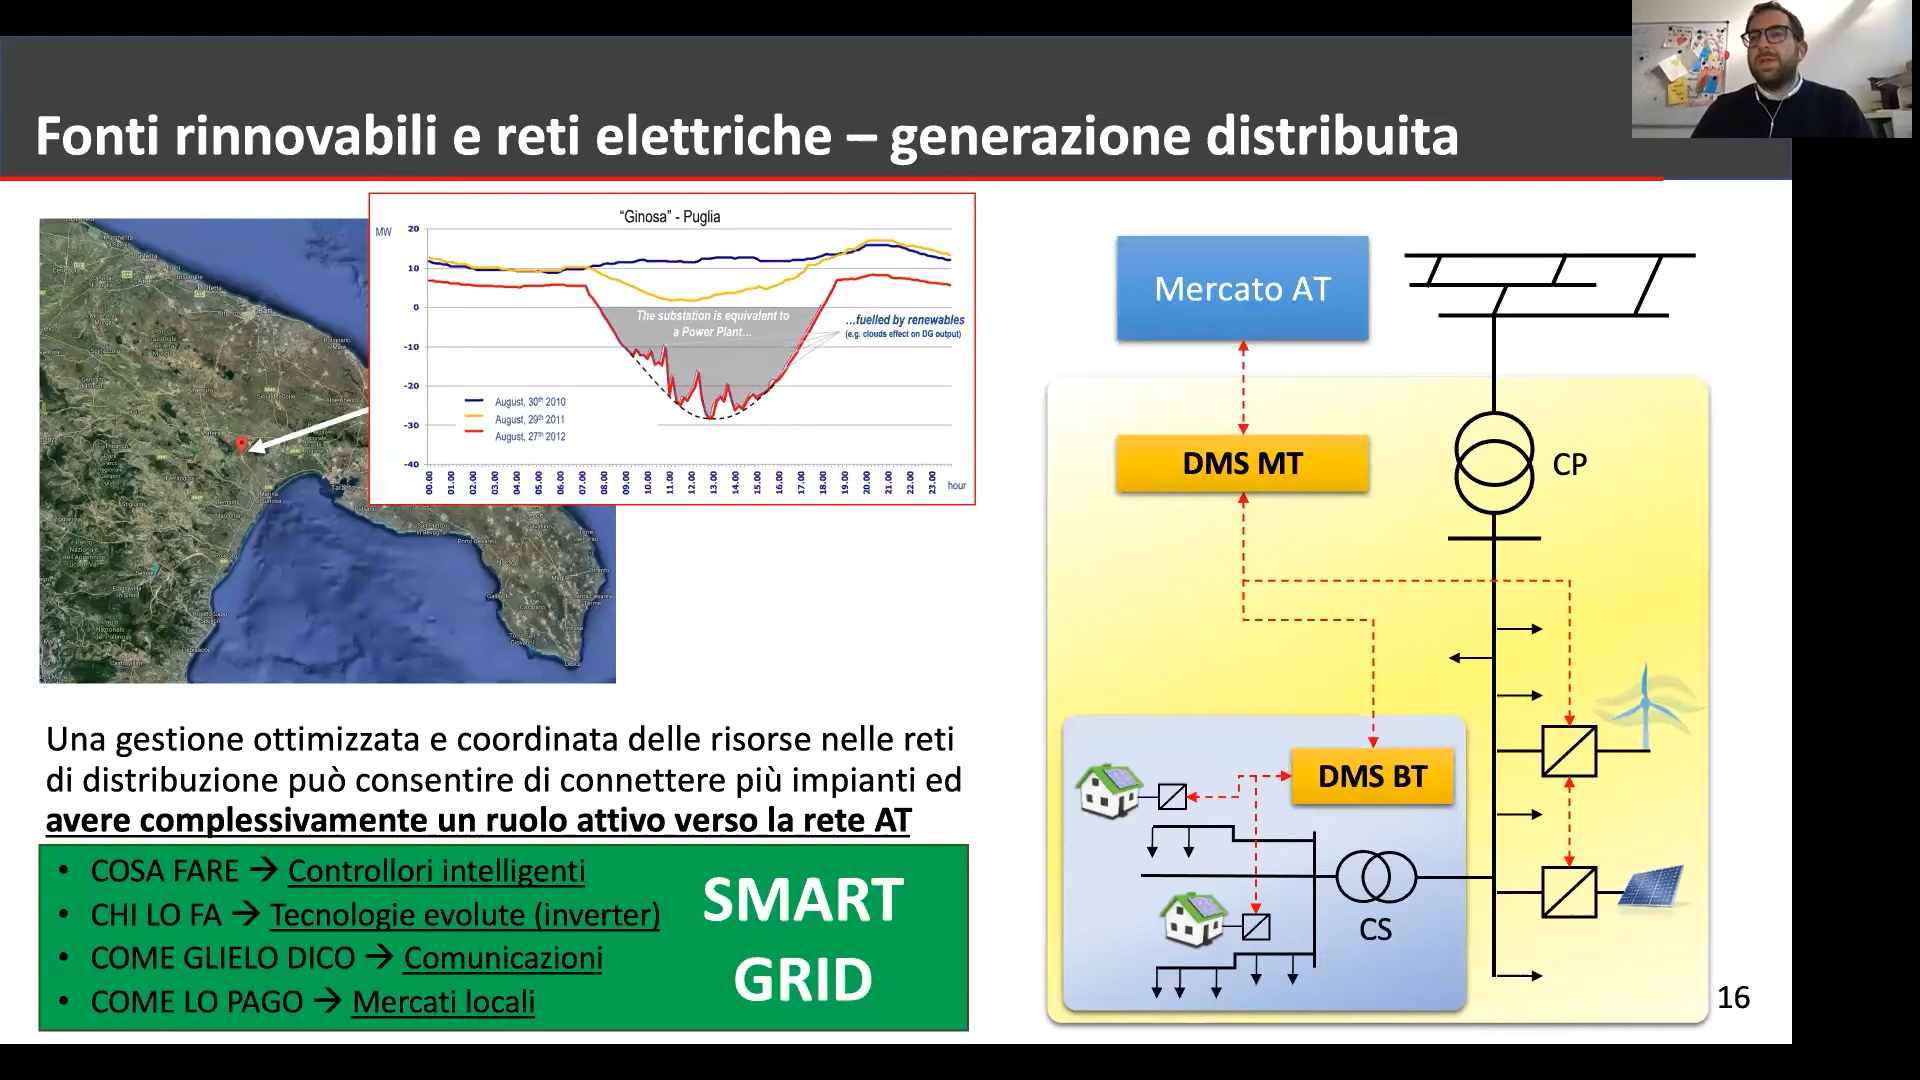 Fonti rinnovabili e reti elettriche – generazione distribuita
"Ginosa" - Puglia
MW
20
10
0
-10
-20
-30
-40
The substation is equivalent to
a Power Plant...
...fuelled by renewables
(e.g. clouds effect on DG output)
August, 30th 2010
August, 29th 2011
August, 27th 2012
00.00 01.00 02.00 03.00 04.00 05.00 06.00 07.00 08.00 09.00 10.00 11.00 12.00 13.00 14.00 15.00 16.00 17.00 18.00 19.00 20.00 21.00 22.00 23.00
hour
Taranto
Gallipoli
Leuca
Una gestione ottimizzata e coordinata delle risorse nelle reti
di distribuzione può consentire di connettere più impianti ed
avere complessivamente un ruolo attivo verso la rete AT
• COSA FARE → Controllori intelligenti
• CHI LO FA → Tecnologie evolute (inverter)
• COME GLIELO DICO → Comunicazioni
• COME LO PAGO → Mercati locali
SMART
GRID
Mercato AT
DMS MT
CP
DMS BT
CS
16